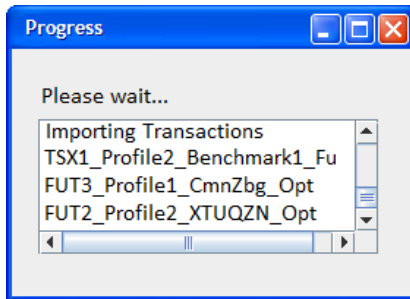 Progress
Please wait...
Importing Transactions
TSX1_Profile2_Benchmark1_Fu
FUT3_Profile1_CmnZbg_Opt
FUT2_Profile2_XTUQZN_Opt